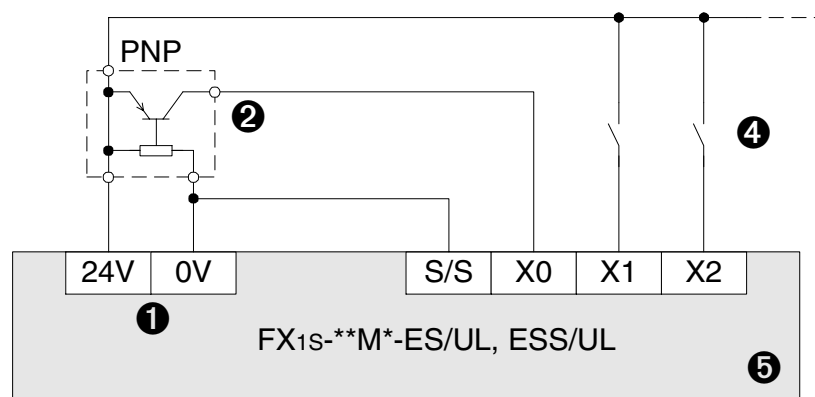 PNP
❷
❹
24V 0V S/S X0 X1 X2
❶
FX1S-**M*-ES/UL, ESS/UL
❺